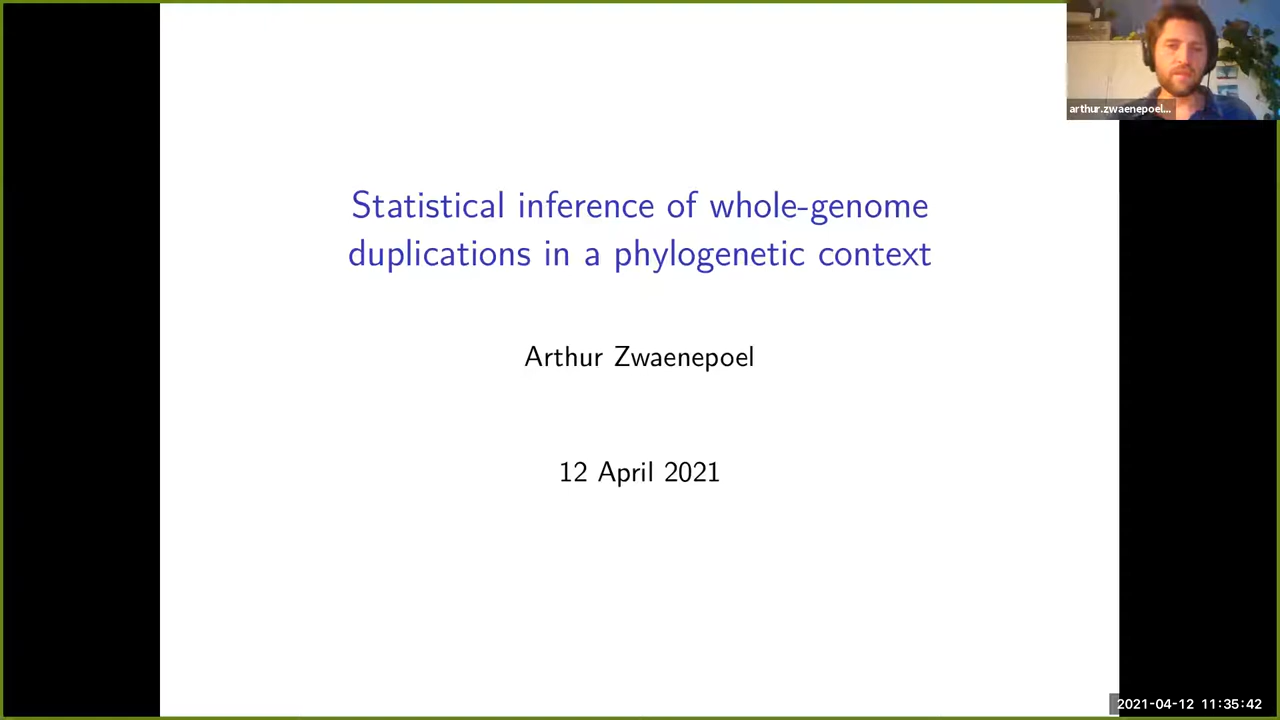 arthur.zwaenepoel...
Statistical inference of whole-genome
duplications in a phylogenetic context
Arthur Zwaenepoel
12 April 2021
2021-04-12 11:35:42